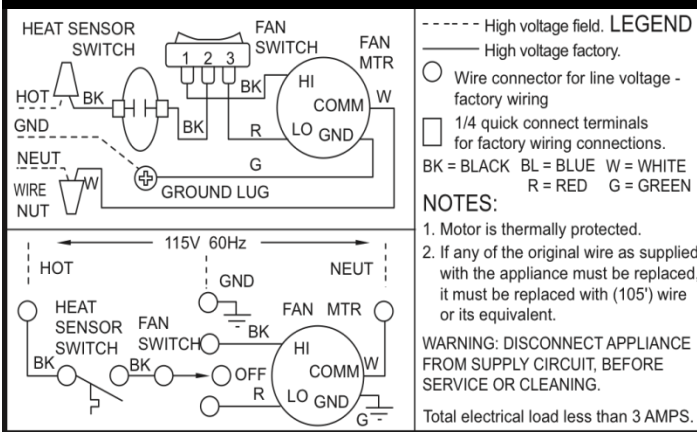 HEAT SENSOR
SWITCH
FAN
SWITCH
FAN
MTR
1 2 3
BK
HI
COMM
W
HOT
BK
BK
R
LO GND
GND
G
NEUT
W
GROUND LUG
WIRE
NUT
115V 60Hz
HOT
NEUT
GND
HEAT
SENSOR
SWITCH
FAN
SWITCH
FAN MTR
BK
HI
BK
BK
OFF
COMM
W
R
LO GND
G
High voltage field. LEGEND
High voltage factory.
Wire connector for line voltage -
factory wiring
1/4 quick connect terminals
for factory wiring connections.
BK = BLACK BL = BLUE W = WHITE
R = RED G = GREEN
NOTES:
1. Motor is thermally protected.
2. If any of the original wire as supplied
with the appliance must be replaced,
it must be replaced with (105') wire
or its equivalent.
WARNING: DISCONNECT APPLIANCE
FROM SUPPLY CIRCUIT, BEFORE
SERVICE OR CLEANING.
Total electrical load less than 3 AMPS.